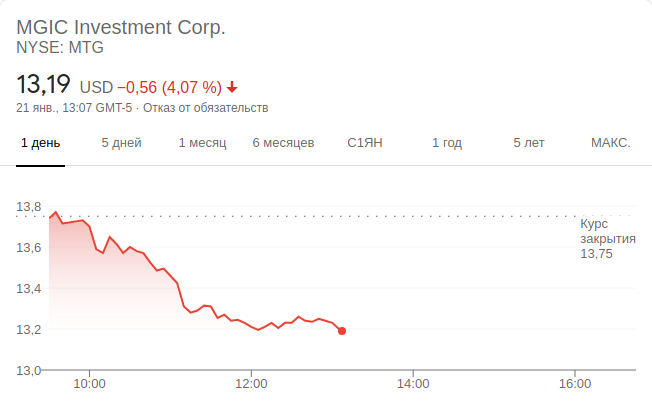 MGIC Investment Corp.
NYSE: MTG
13,19 USD −0,56 (4,07 %)
21 янв., 13:07 GMT-5 · Отказ от обязательств
1 день 5 дней 1 месяц 6 месяцев С1ЯН 1 год 5 лет МАКС.
13,8
Курс
закрытия
13,75
13,6
13,4
13,2
13,0
10:00 12:00 14:00 16:00